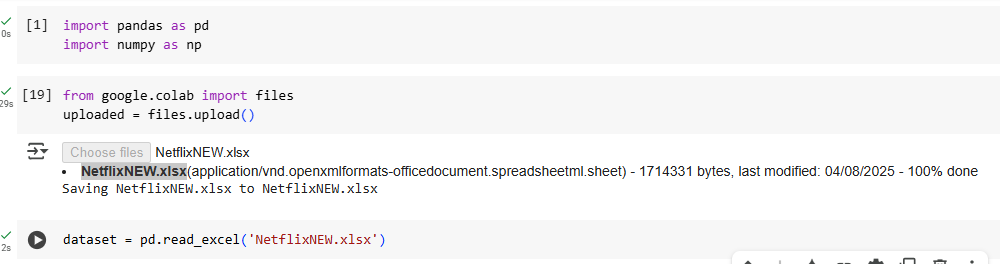 0s
[1] import pandas as pd
import numpy as np
29s
[19] from google.colab import files
uploaded = files.upload()
Choose files NetflixNEW.xlsx
• NetflixNEW.xlsx(application/vnd.openxmlformats-officedocument.spreadsheetml.sheet) - 1714331 bytes, last modified: 04/08/2025 - 100% done
Saving NetflixNEW.xlsx to NetflixNEW.xlsx
2s
dataset = pd.read_excel('NetflixNEW.xlsx')